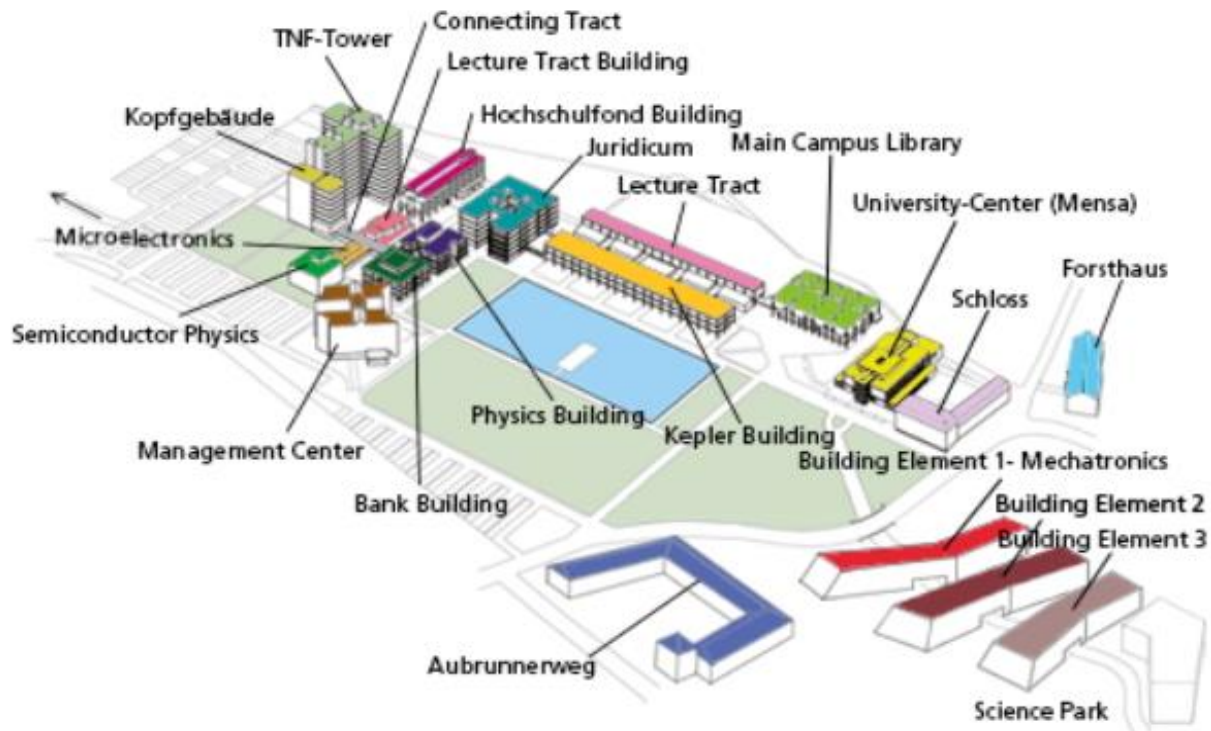 Connecting Tract
TNF-Tower
Lecture Tract Building
Kopfgebäude
Hochschulfond Building
Juridicum
Main Campus Library
Lecture Tract
University-Center (Mensa)
Microelectronics
Forsthaus
Schloss
Semiconductor Physics
Physics Building
Kepler Building
Management Center
Building Element 1- Mechatronics
Bank Building
Building Element 2
Building Element 3
Aubrunnerweg
Science Park